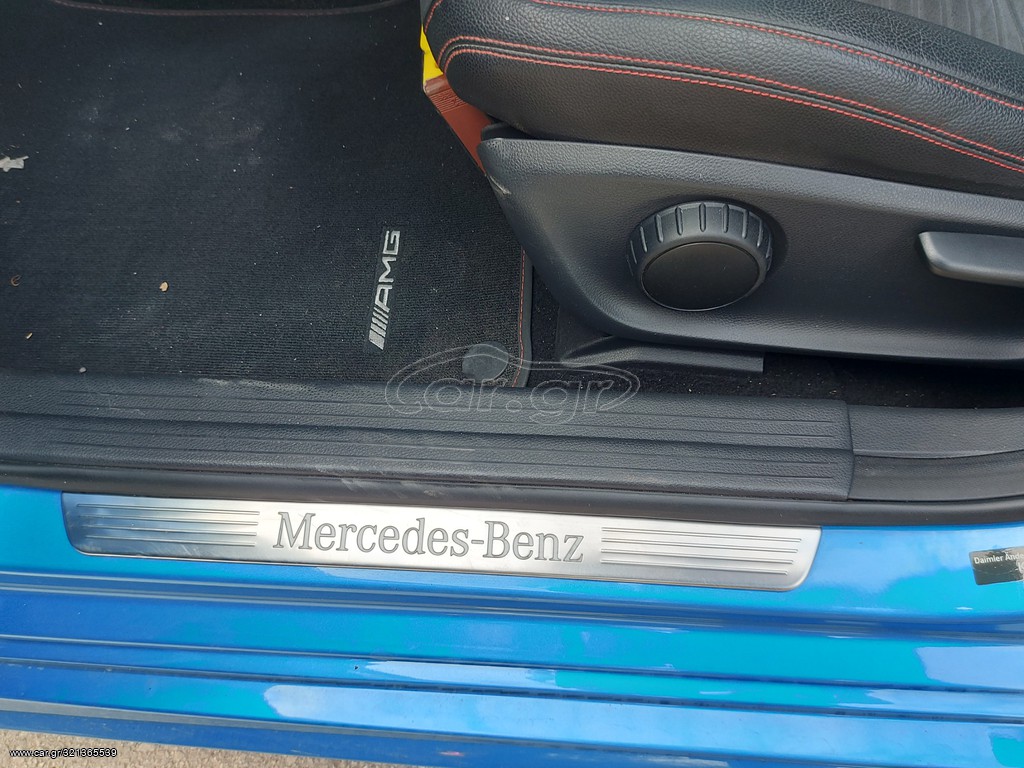 AMG
car.gr
Mercedes-Benz
Daimler
www.car.gr/321365539